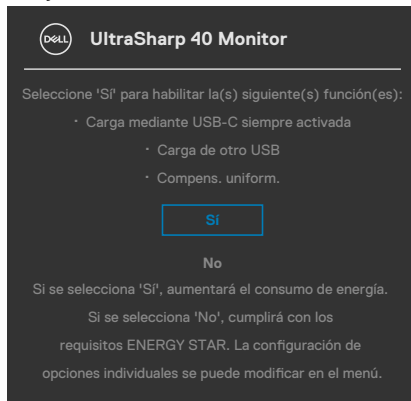 DELL UltraSharp 40 Monitor
Seleccione 'Sí' para habilitar la(s) siguiente(s) función(es):
· Carga mediante USB-C siempre activada
· Carga de otro USB
· Compens. uniform.
Sí
No
Si se selecciona 'Sí', aumentará el consumo de energía.
Si se selecciona 'No', cumplirá con los
requisitos ENERGY STAR. La configuración de
opciones individuales se puede modificar en el menú.